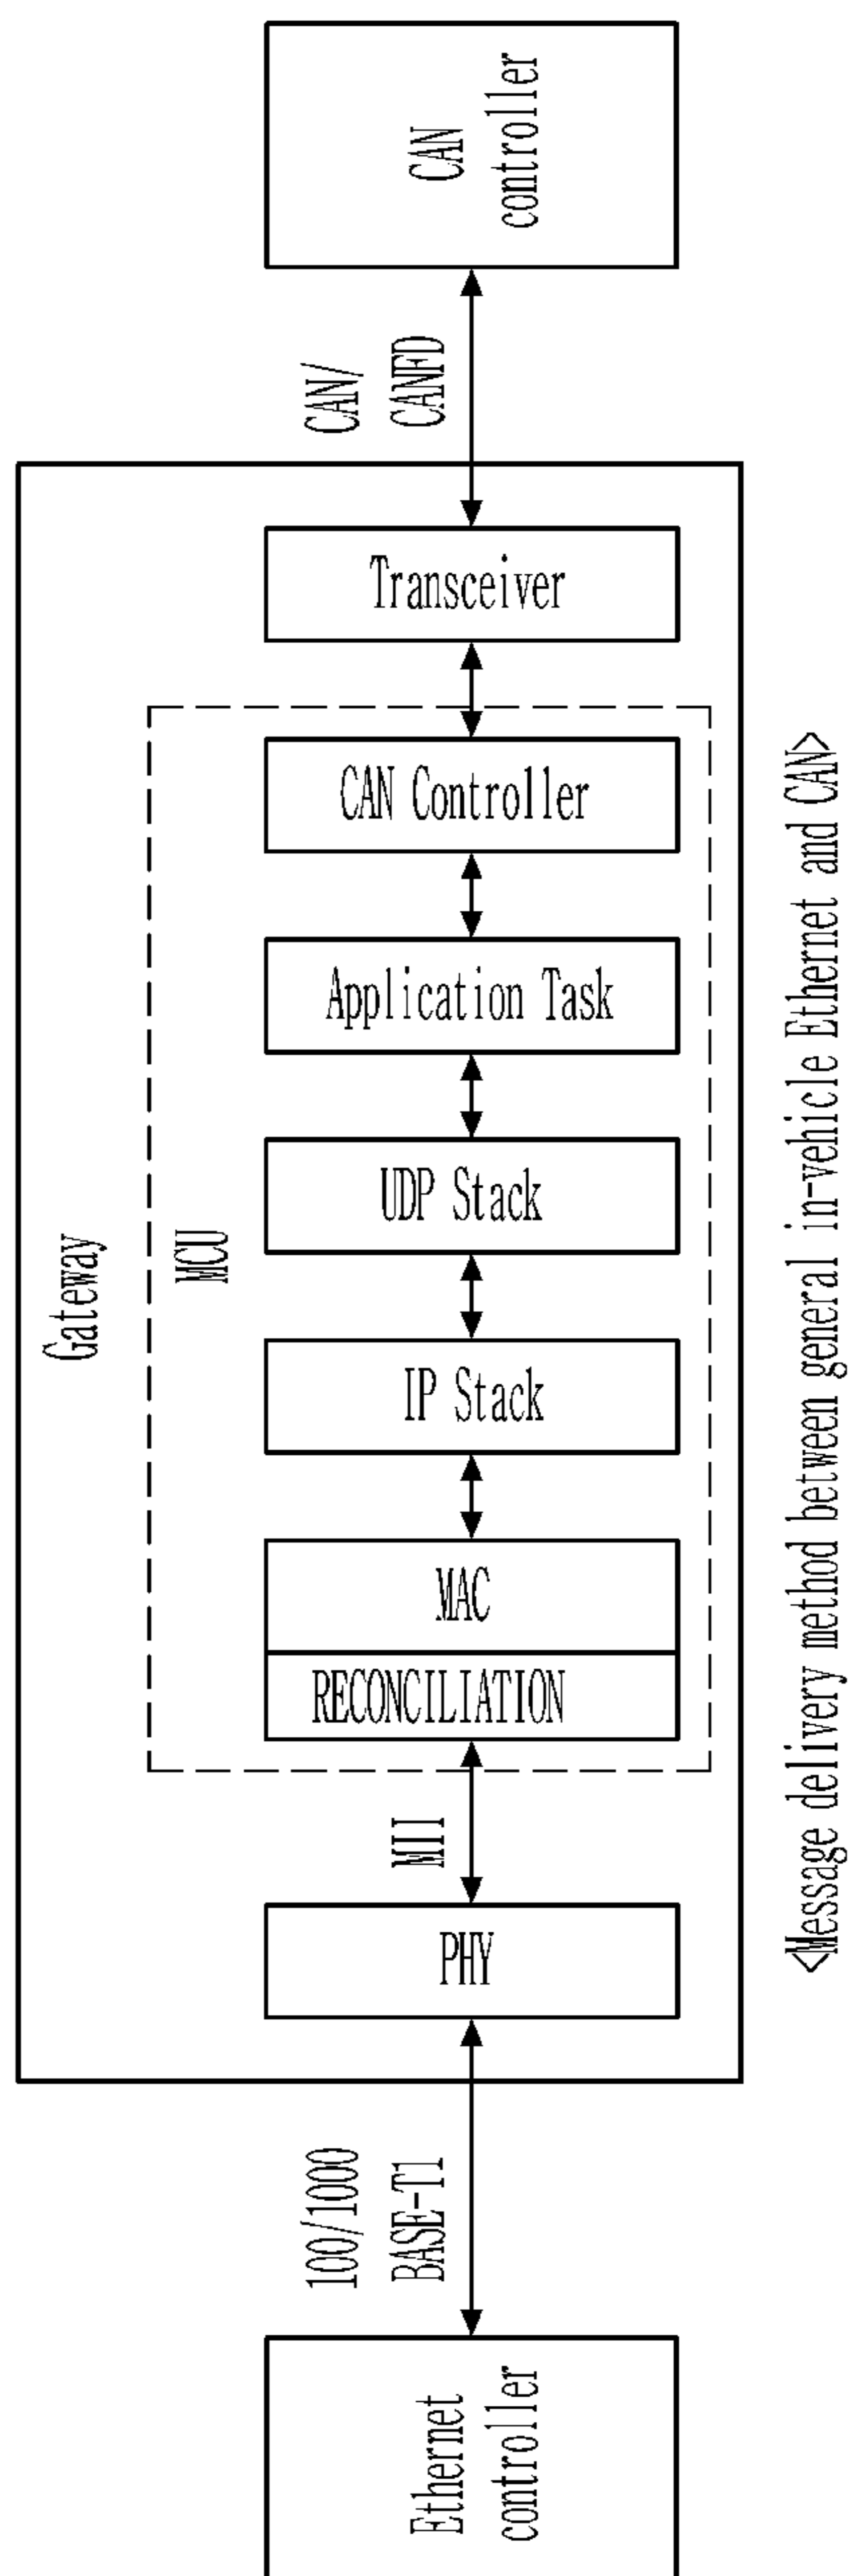 Gateway
MCU
Ethernet
controller
100/1000
BASE-T1
PHY
MII
RECONCILIATION
MAC
IP Stack
UDP Stack
Application Task
CAN Controller
Transceiver
CAN/
CANFD
CAN
controller
<Message delivery method between general in-vehicle Ethernet and CAN>